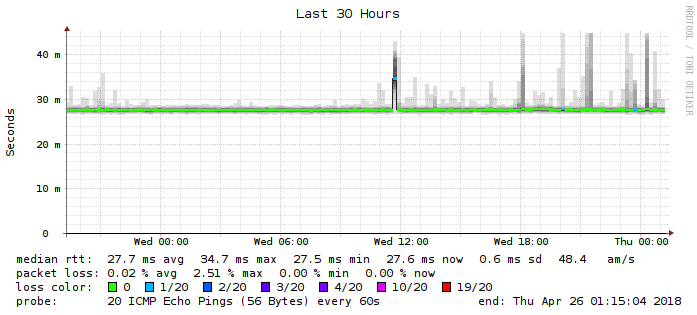 Last 30 Hours
RRDTOOL / TOBI OETIKER
Seconds
40 m
30 m
20 m
10 m
0
Wed 00:00 Wed 06:00 Wed 12:00 Wed 18:00 Thu 00:00
median rtt: 27.7 ms avg 34.7 ms max 27.5 ms min 27.6 ms now 0.6 ms sd 48.4 am/s
packet loss: 0.02 % avg 2.51 % max 0.00 % min 0.00 % now
loss color: 0 1/20 2/20 3/20 4/20 10/20 19/20
probe: 20 ICMP Echo Pings (56 Bytes) every 60s end: Thu Apr 26 01:15:04 2018